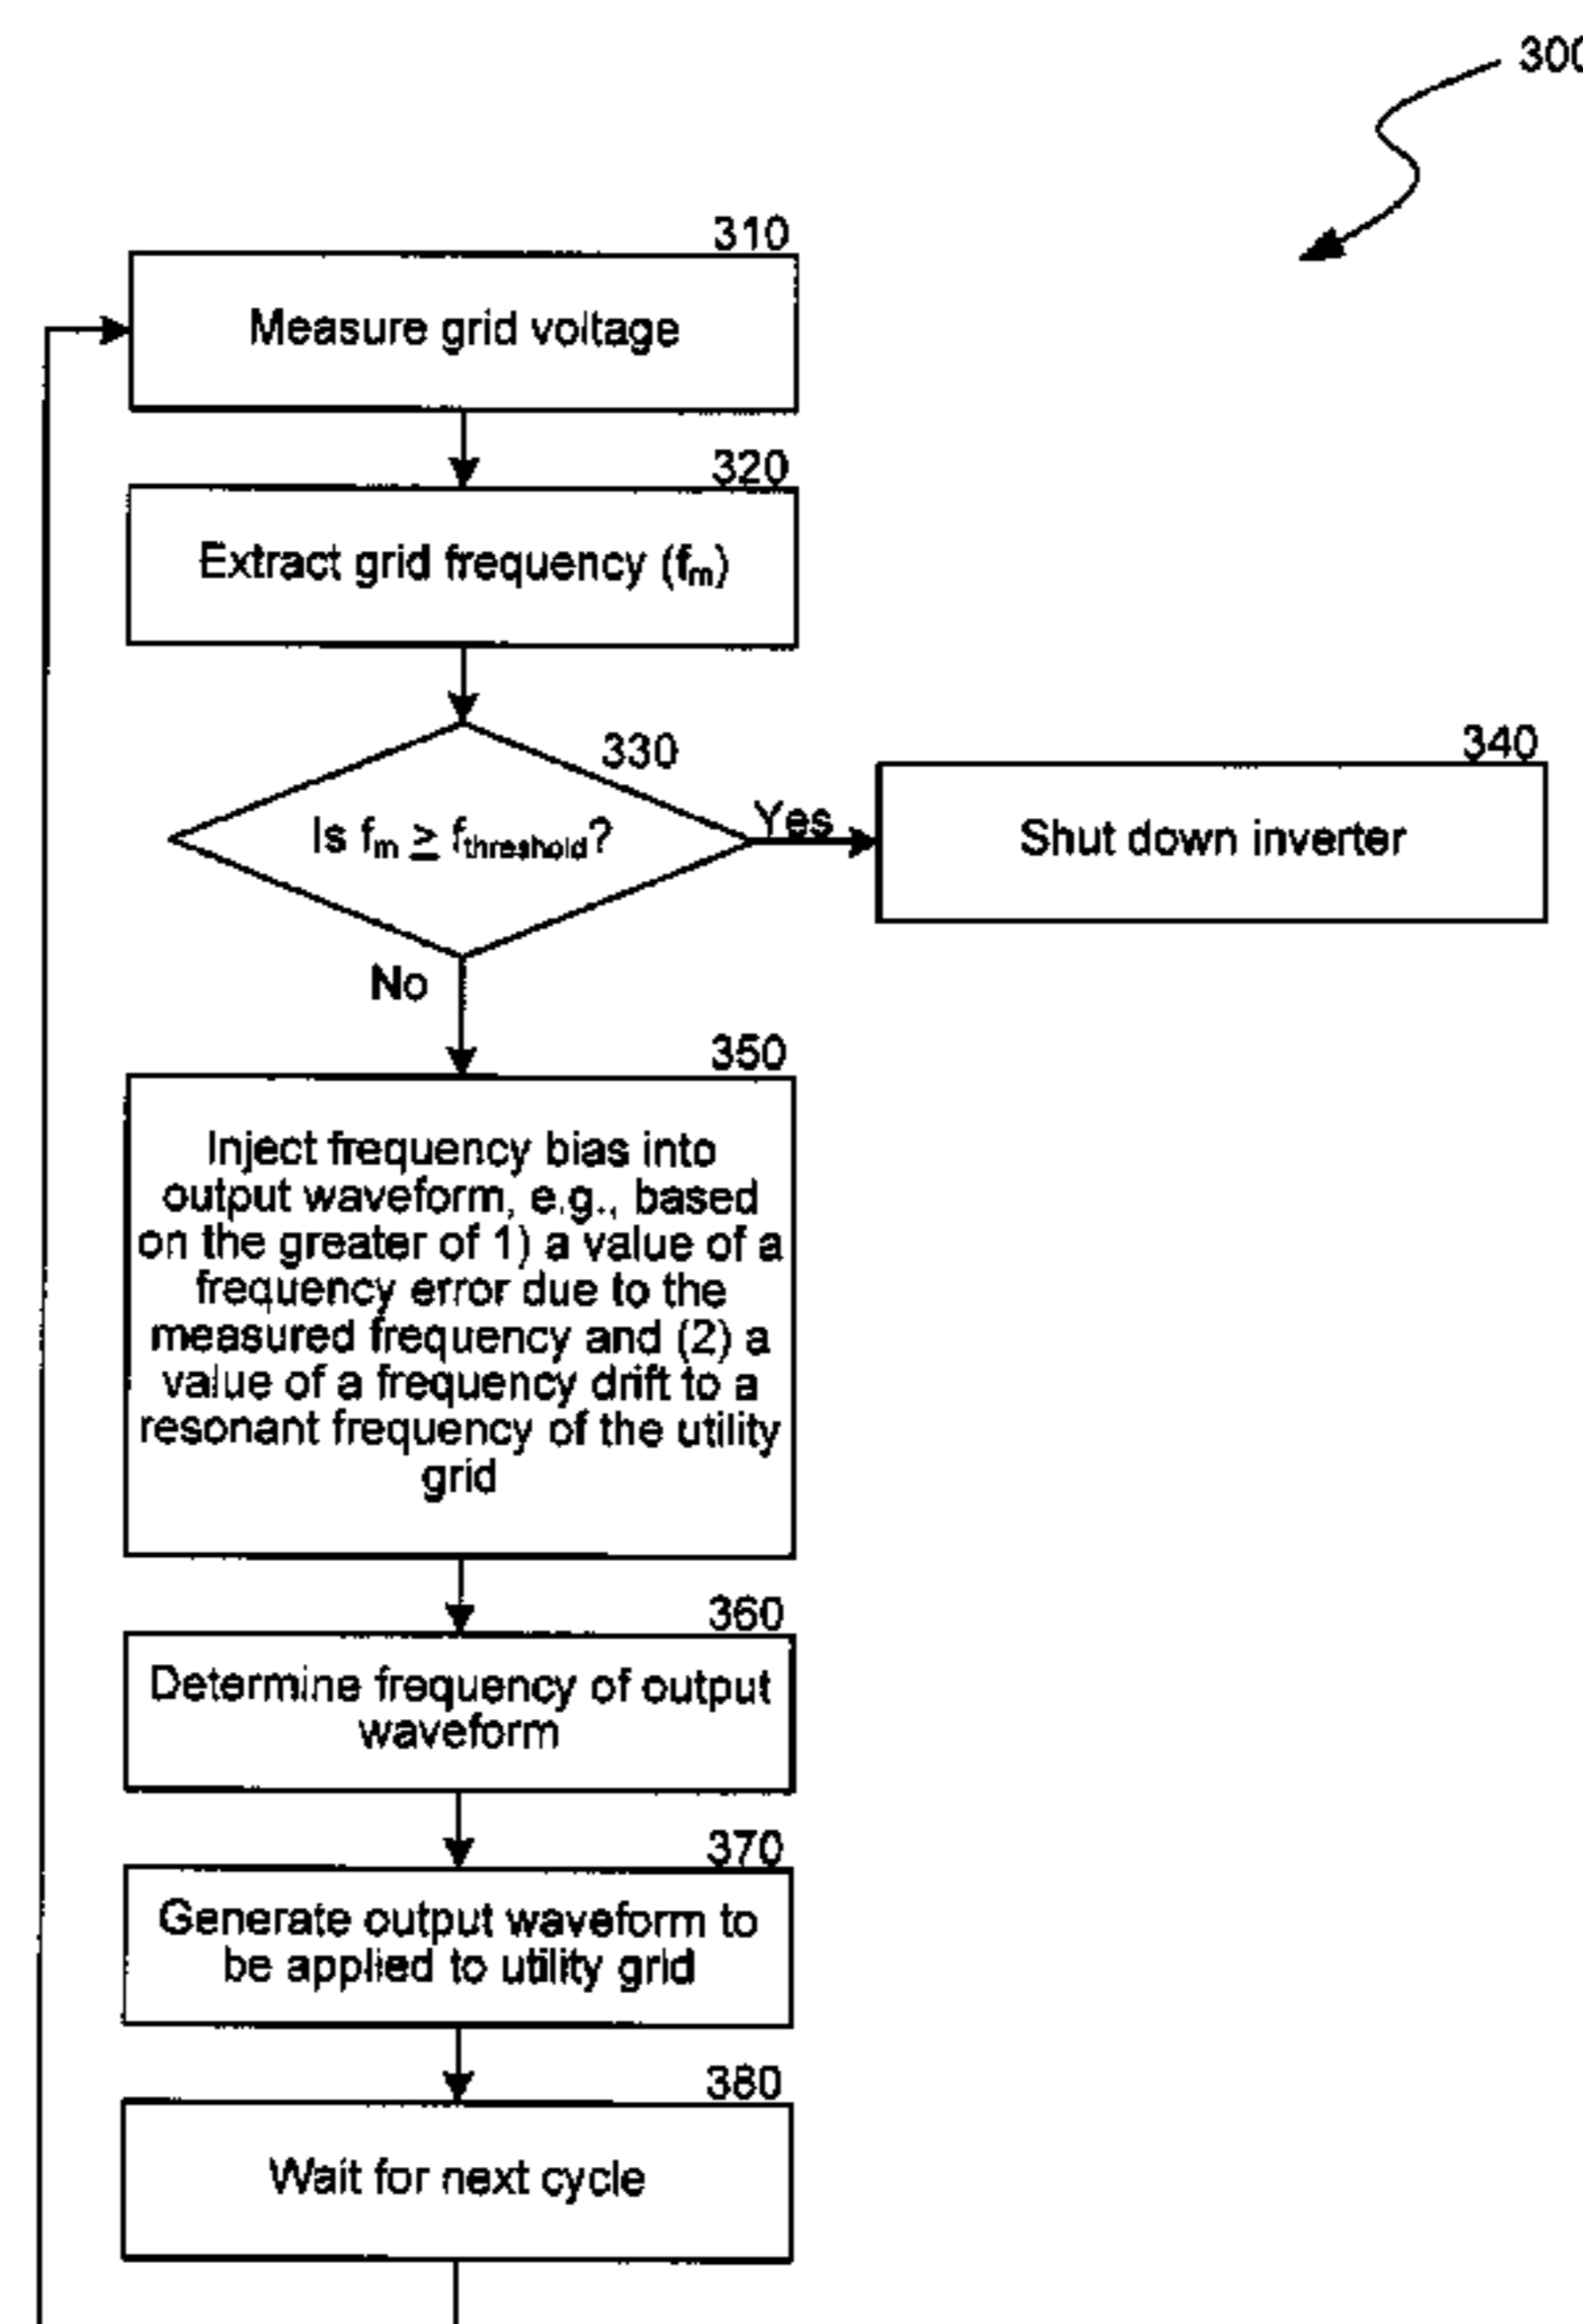 300
310
Measure grid voltage
320
Extract grid frequency (fm)
330
Is fm ≥ fthreshold?
Yes
340
Shut down inverter
No
350
Inject frequency bias into
output waveform, e.g., based
on the greater of 1) a value of a
frequency error due to the
measured frequency and (2) a
value of a frequency drift to a
resonant frequency of the utility
grid
360
Determine frequency of output
waveform
370
Generate output waveform to
be applied to utility grid
380
Wait for next cycle